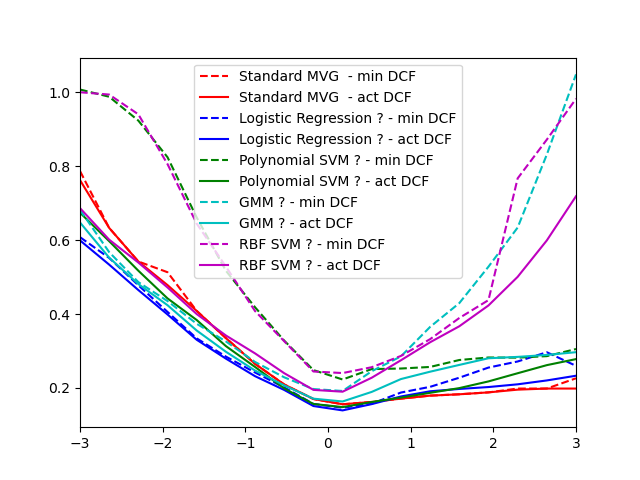 1.0
0.8
0.6
0.4
0.2
-3
-2
-1
0
1
2
3
Standard MVG  - min DCF
Standard MVG  - act DCF
Logistic Regression ? - min DCF
Logistic Regression ? - act DCF
Polynomial SVM ? - min DCF
Polynomial SVM ? - act DCF
GMM ? - min DCF
GMM ? - act DCF
RBF SVM ? - min DCF
RBF SVM ? - act DCF